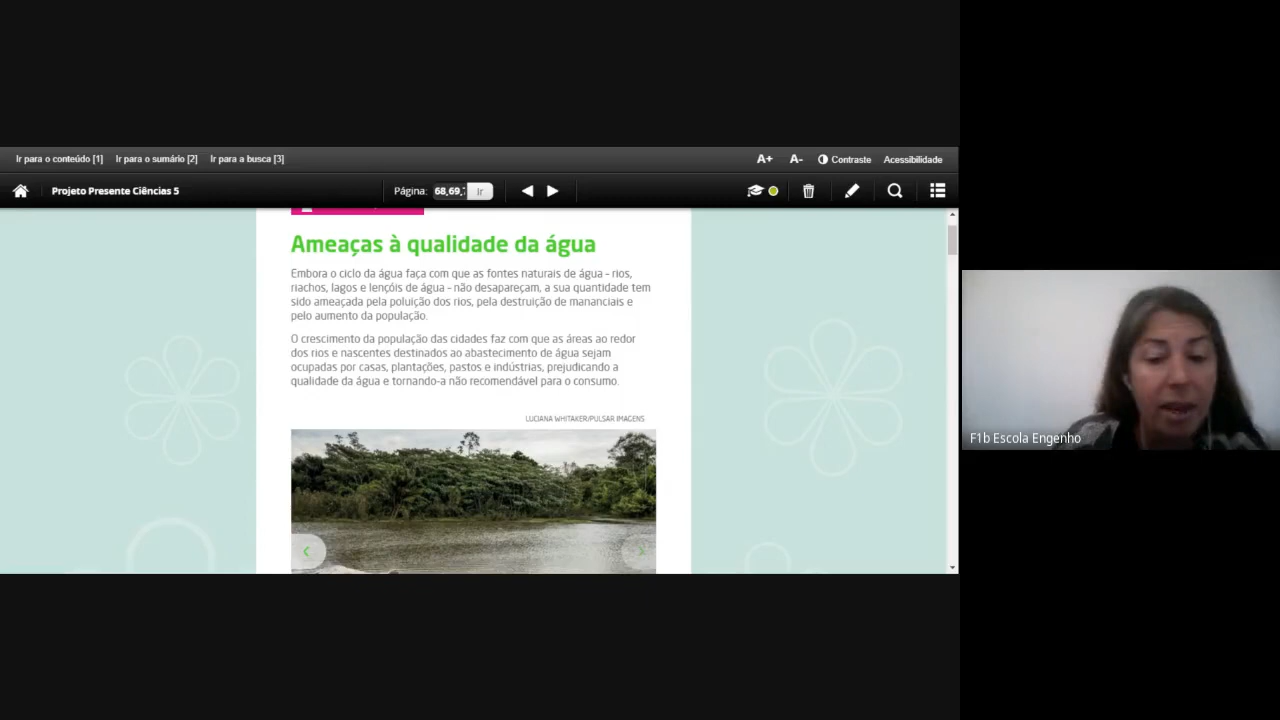 Ir para o conteúdo [1] Ir para o sumário [2] Ir para a busca [3] A+ A- Contraste Acessibilidade
Projeto Presente Ciências 5 Página: 68,69, Ir
Ameaças à qualidade da água
Embora o ciclo da água faça com que as fontes naturais de água – rios,
riachos, lagos e lençóis de água – não desapareçam, a sua quantidade tem
sido ameaçada pela poluição dos rios, pela destruição de mananciais e
pelo aumento da população.
O crescimento da população das cidades faz com que as áreas ao redor
dos rios e nascentes destinados ao abastecimento de água sejam
ocupadas por casas, plantações, pastos e indústrias, prejudicando a
qualidade da água e tornando-a não recomendável para o consumo.
LUCIANA WHITAKER/PULSAR IMAGENS
F1b Escola Engenho